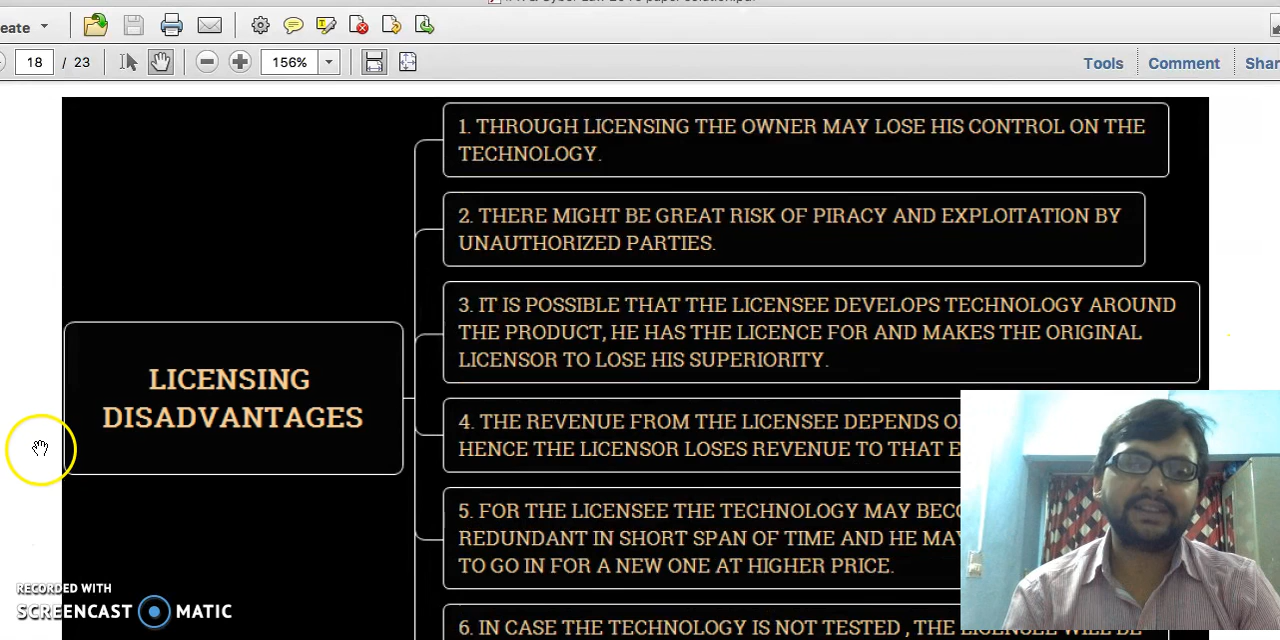 eate
18 / 23
156%
Tools
Comment
Shar
1. THROUGH LICENSING THE OWNER MAY LOSE HIS CONTROL ON THE
TECHNOLOGY.
2. THERE MIGHT BE GREAT RISK OF PIRACY AND EXPLOITATION BY
UNAUTHORIZED PARTIES.
3. IT IS POSSIBLE THAT THE LICENSEE DEVELOPS TECHNOLOGY AROUND
THE PRODUCT, HE HAS THE LICENCE FOR AND MAKES THE ORIGINAL
LICENSOR TO LOSE HIS SUPERIORITY.
LICENSING
DISADVANTAGES
4. THE REVENUE FROM THE LICENSEE DEPENDS
HENCE THE LICENSOR LOSES REVENUE TO THAT
5. FOR THE LICENSEE THE TECHNOLOGY MAY
REDUNDANT IN SHORT SPAN OF TIME AND HE MAY
TO GO IN FOR A NEW ONE AT HIGHER PRICE.
6. IN CASE THE TECHNOLOGY IS NOT TESTED , THE LICENSEE WILL BE
RECORDED WITH
SCREENCAST MATIC